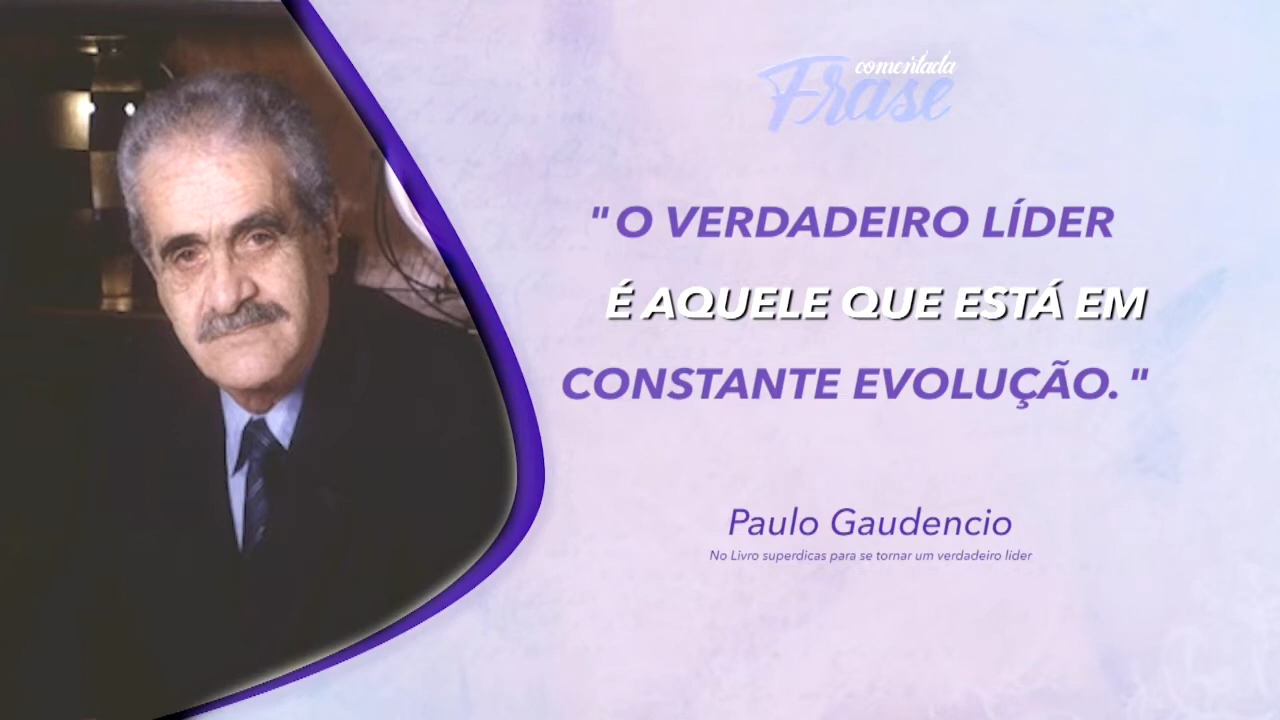 comentada
Frase
"O VERDADEIRO LÍDER
É AQUELE QUE ESTÁ EM
CONSTANTE EVOLUÇÃO."
Paulo Gaudencio
No Livro superdicas para se tornar um verdadeiro líder